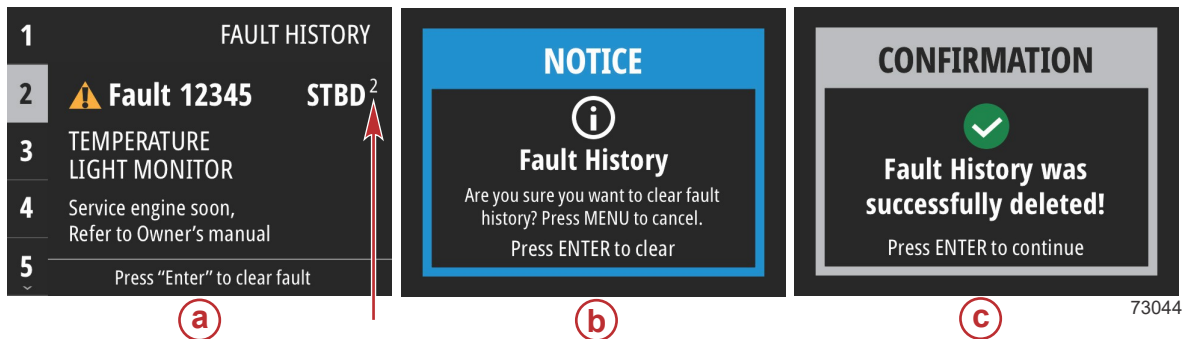 1
FAULT HISTORY
2
Fault 12345 STBD2
3
TEMPERATURE
LIGHT MONITOR
4
Service engine soon,
Refer to Owner’s manual
5
Press “Enter” to clear fault
a
NOTICE
Fault History
Are you sure you want to clear fault
history? Press MENU to cancel.
Press ENTER to clear
b
CONFIRMATION
Fault History was
successfully deleted!
Press ENTER to continue
c
73044